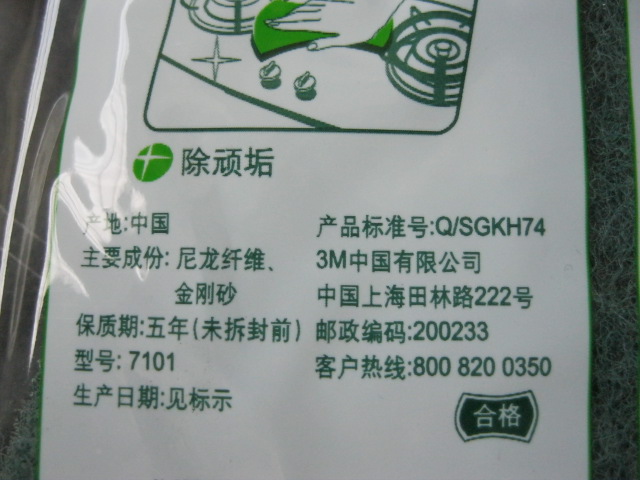 除顽垢
产地:中国
主要成份: 尼龙纤维、
金刚砂
保质期:五年(未拆封前)
型号: 7101
生产日期:见标示
产品标准号:Q/SGKH74
3M中国有限公司
中国上海田林路222号
邮政编码:200233
客户热线:800 820 0350
合格